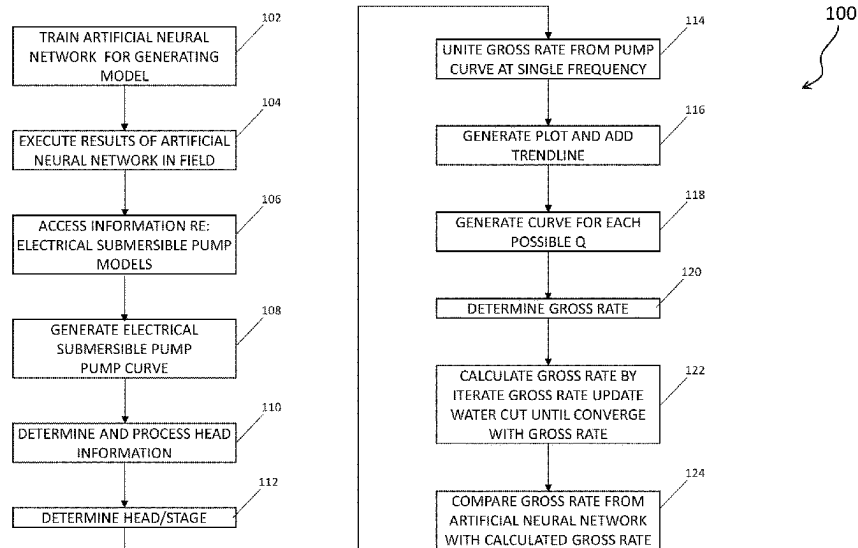 102
TRAIN ARTIFICIAL NEURAL
NETWORK FOR GENERATING
MODEL
104
EXECUTE RESULTS OF ARTIFICIAL
NEURAL NETWORK IN FIELD
106
ACCESS INFORMATION RE:
ELECTRICAL SUBMERSIBLE PUMP
MODELS
108
GENERATE ELECTRICAL
SUBMERSIBLE PUMP
PUMP CURVE
110
DETERMINE AND PROCESS HEAD
INFORMATION
112
DETERMINE HEAD/STAGE
100
114
UNITE GROSS RATE FROM PUMP
CURVE AT SINGLE FREQUENCY
116
GENERATE PLOT AND ADD
TRENDLINE
118
GENERATE CURVE FOR EACH
POSSIBLE Q
120
DETERMINE GROSS RATE
122
CALCULATE GROSS RATE BY
ITERATE GROSS RATE UPDATE
WATER CUT UNTIL CONVERGE
WITH GROSS RATE
124
COMPARE GROSS RATE FROM
ARTIFICIAL NEURAL NETWORK
WITH CALCULATED GROSS RATE